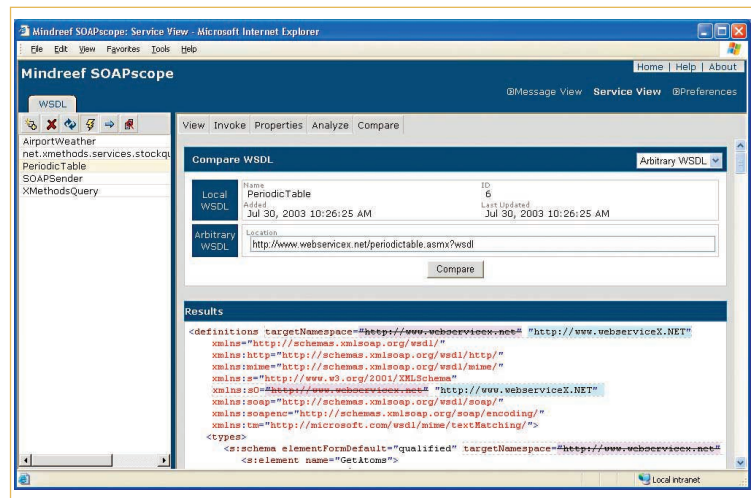 Mindreef SOAPscope: Service View - Microsoft Internet Explorer
File Edit View Favorites Tools Help
Mindreef SOAPscope
Home | Help | About
Message View Service View Preferences
WSDL
View Invoke Properties Analyze Compare
AirportWeather
net.xmethods.services.stockqu
PeriodicTable
SOAPSender
XMethodsQuery
Compare WSDL
Arbitrary WSDL
Local WSDL
Name
PeriodicTable
ID
6
Added
Jul 30, 2003 10:26:25 AM
Last Updated
Jul 30, 2003 10:26:25 AM
Arbitrary WSDL
Location
http://www.webservicex.net/periodictable.asmx?wsdl
Compare
Results
<definitions targetNamespace="http://www.webservicex.net" "http://www.webserviceX.NET"
xmlns="http://schemas.xmlsoap.org/wsdl/"
xmlns:http="http://schemas.xmlsoap.org/wsdl/http/"
xmlns:mime="http://schemas.xmlsoap.org/wsdl/mime/"
xmlns:s="http://www.w3.org/2001/XMLSchema"
xmlns:s0="http://www.webservicex.net" "http://www.webserviceX.NET"
xmlns:soap="http://schemas.xmlsoap.org/wsdl/soap/"
xmlns:soapenc="http://schemas.xmlsoap.org/soap/encoding/"
xmlns:tm="http://microsoft.com/wsdl/mime/textMatching/">
<types>
<s:schema elementFormDefault="qualified" targetNamespace="http://www.webservicex.net"
<s:element name="GetAtoms">
Local intranet